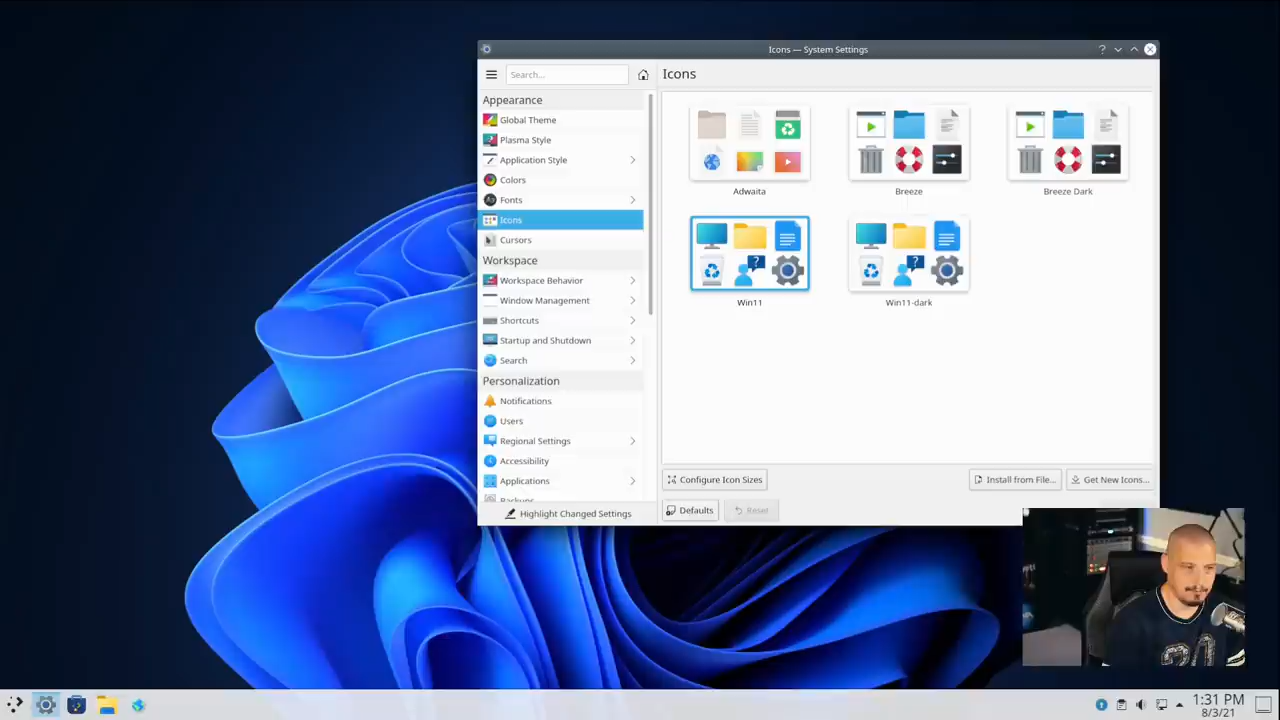 Icons — System Settings
Search...
Icons
Appearance
Global Theme
Plasma Style
Application Style
Colors
Fonts
Icons
Cursors
Workspace
Workspace Behavior
Window Management
Shortcuts
Startup and Shutdown
Search
Personalization
Notifications
Users
Regional Settings
Accessibility
Applications
Backups
Highlight Changed Settings
Adwaita
Breeze
Breeze Dark
Win11
Win11-dark
Configure Icon Sizes
Install from File...
Get New Icons...
Defaults
Reset
21
1:31 PM
8/3/21